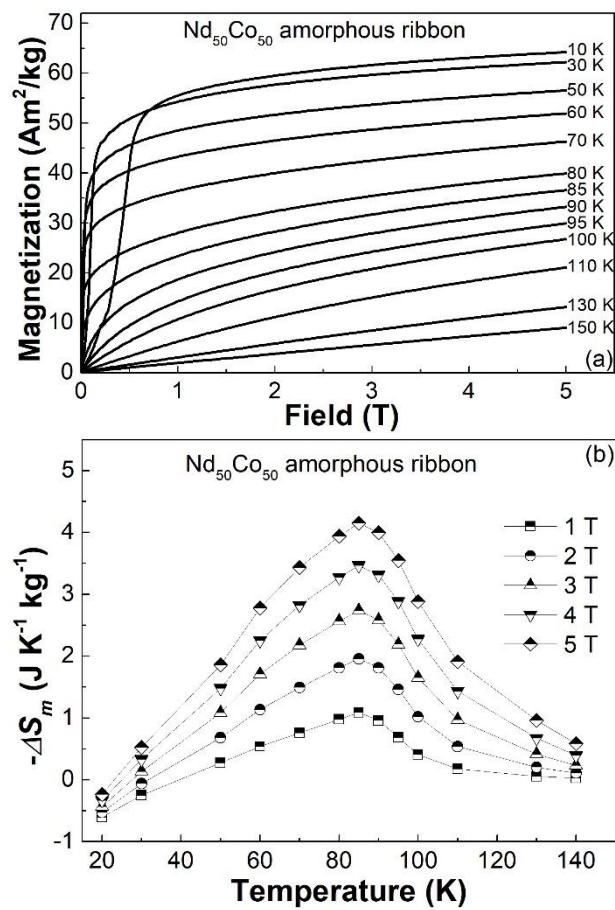 Nd₅₀Co₅₀ amorphous ribbon
Magnetization (Am²/kg)
70
60
50
40
30
20
10
0
10 K
30 K
50 K
60 K
70 K
80 K
85 K
90 K
95 K
100 K
110 K
130 K
150 K
(a)
0 1 2 3 4 5
Field (T)
(b)
Nd₅₀Co₅₀ amorphous ribbon
-ΔSₘ (J K⁻¹ kg⁻¹)
5
4
3
2
1
0
-1
1 T
2 T
3 T
4 T
5 T
20 40 60 80 100 120 140
Temperature (K)